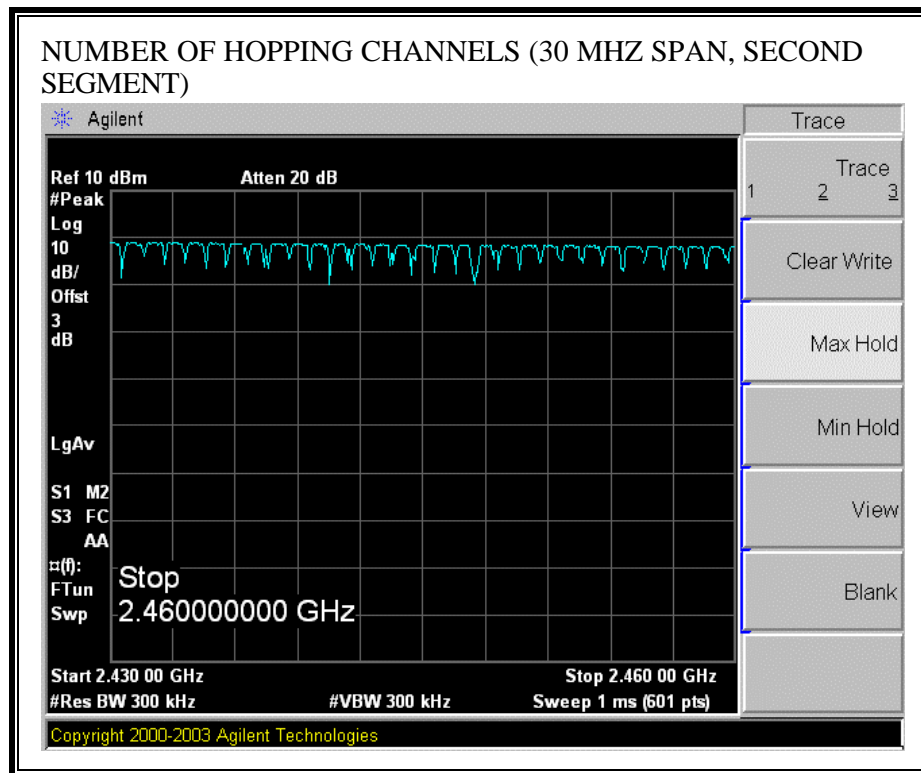 NUMBER OF HOPPING CHANNELS (30 MHZ SPAN, SECOND
SEGMENT)
Agilent
Trace
Ref 10 dBm Atten 20 dB
#Peak
Log
10
dB/
Offst
3
dB
LgAv
S1 M2
S3 FC
AA
¤(f):
FTun
Swp
Stop
2.460000000 GHz
Start 2.430 00 GHz Stop 2.460 00 GHz
#Res BW 300 kHz #VBW 300 kHz Sweep 1 ms (601 pts)
Copyright 2000-2003 Agilent Technologies
Trace
1 2 3
Clear Write
Max Hold
Min Hold
View
Blank